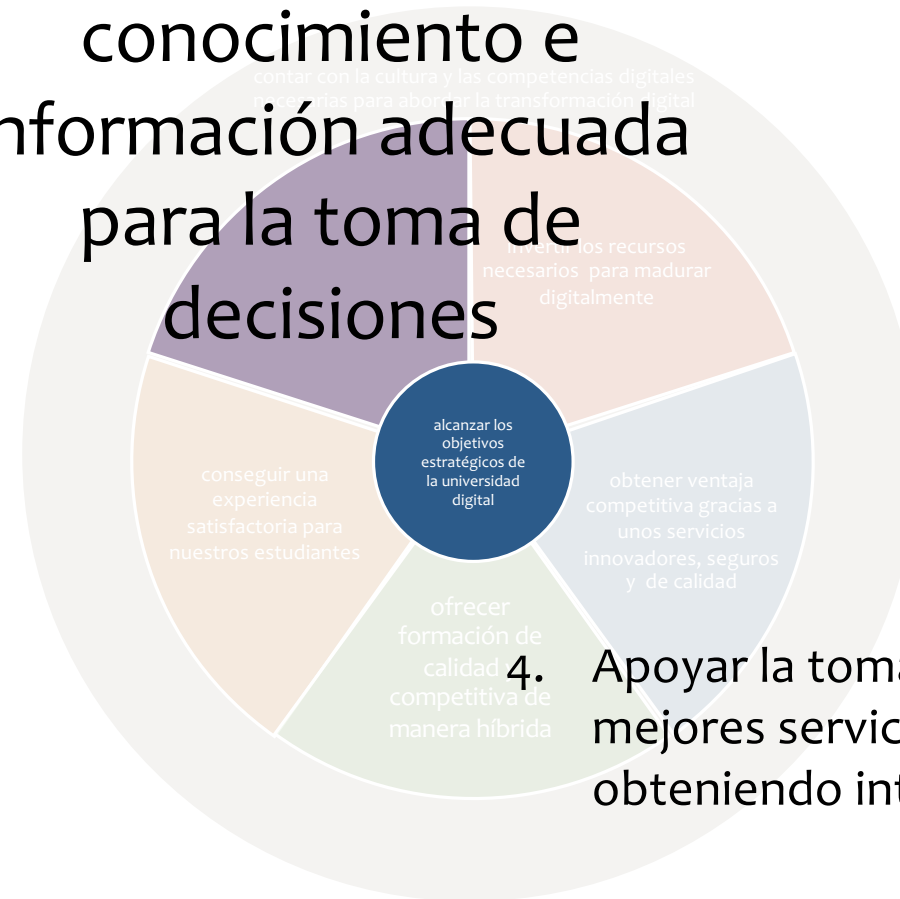 conocimiento e
contar con la cultura y las competencias digitales
necesarias para abordar la transformación digital
nformación adecuada
para la toma de
decisiones
invertir los recursos
necesarios para madurar
digitalmente
alcanzar los
objetivos
estratégicos de
la universidad
digital
conseguir una
experiencia
satisfactoria para
nuestros estudiantes
obtener ventaja
competitiva gracias a
unos servicios
innovadores, seguros
y de calidad
ofrecer
formación de
calidad y
competitiva de
manera híbrida
4. Apoyar la toma
mejores servic
obteniendo int